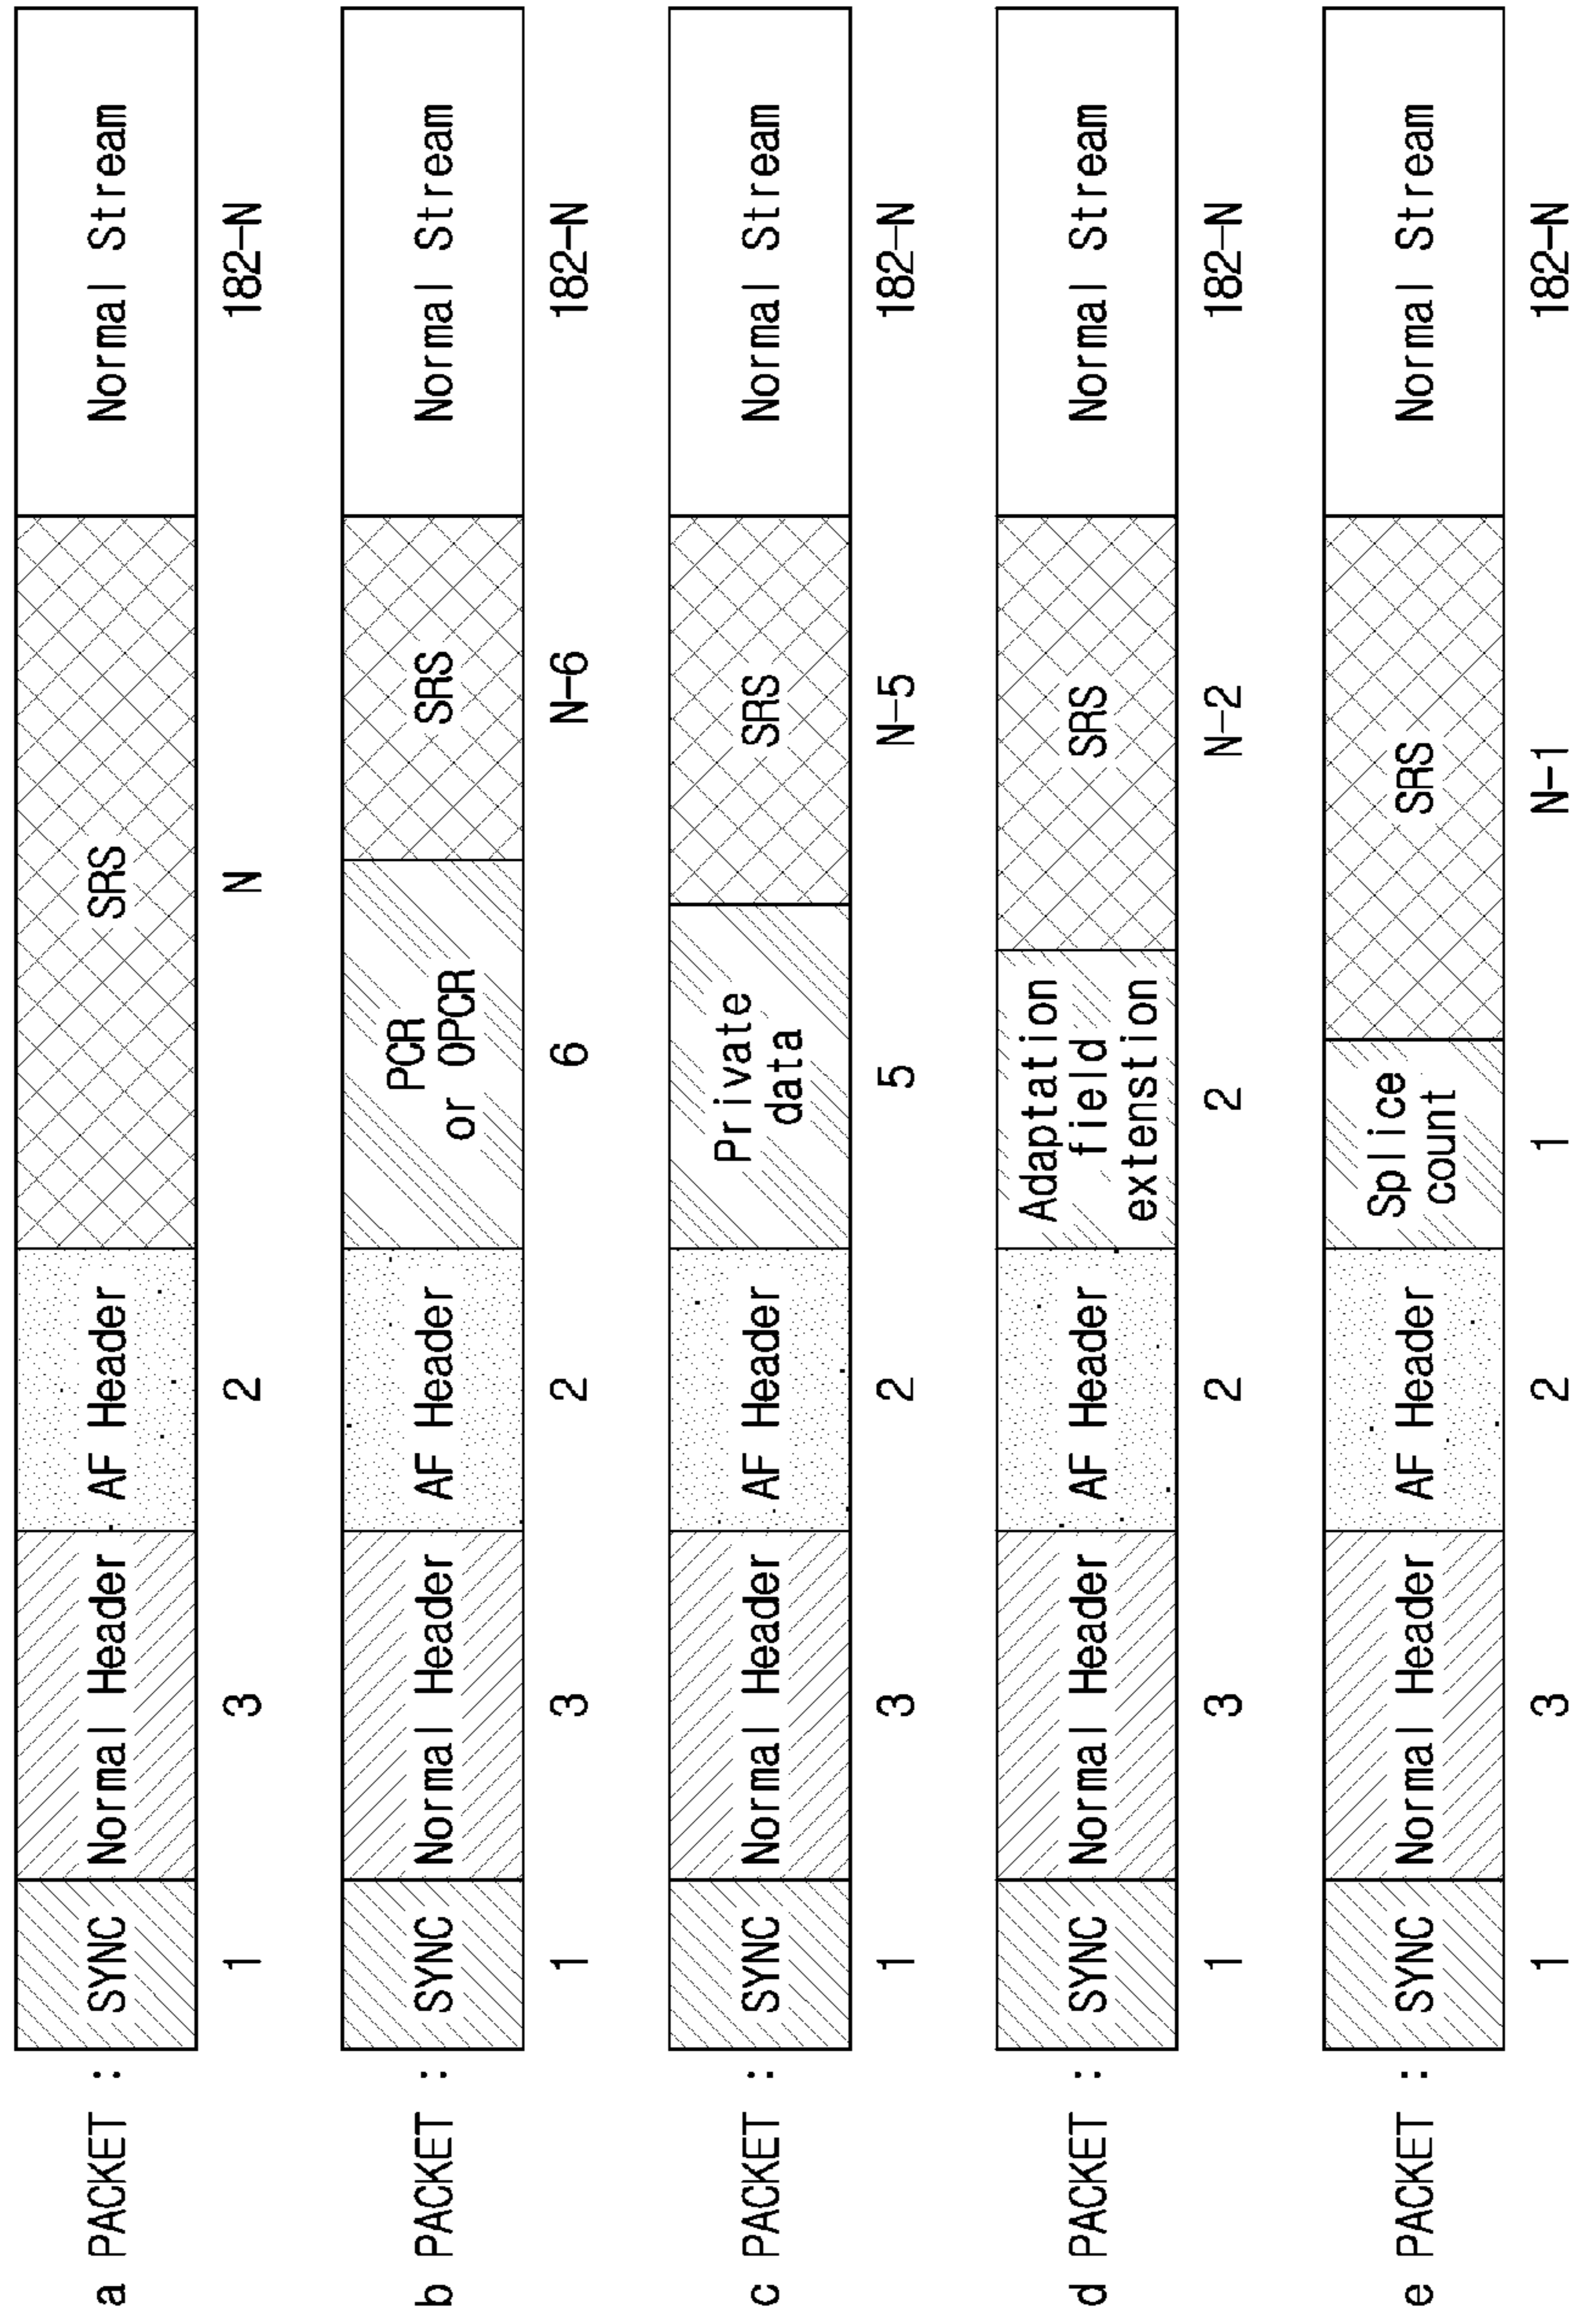 a PACKET :
SYNC
Normal Header
AF Header
SRS
Normal Stream
1
3
2
N
182-N
b PACKET :
SYNC
Normal Header
AF Header
PCR
or OPCR
SRS
Normal Stream
1
3
2
6
N-6
182-N
c PACKET :
SYNC
Normal Header
AF Header
Private
data
SRS
Normal Stream
1
3
2
5
N-5
182-N
d PACKET :
SYNC
Normal Header
AF Header
Adaptation
field
extenstion
SRS
Normal Stream
1
3
2
2
N-2
182-N
e PACKET :
SYNC
Normal Header
AF Header
Splice
count
SRS
Normal Stream
1
3
2
1
N-1
182-N